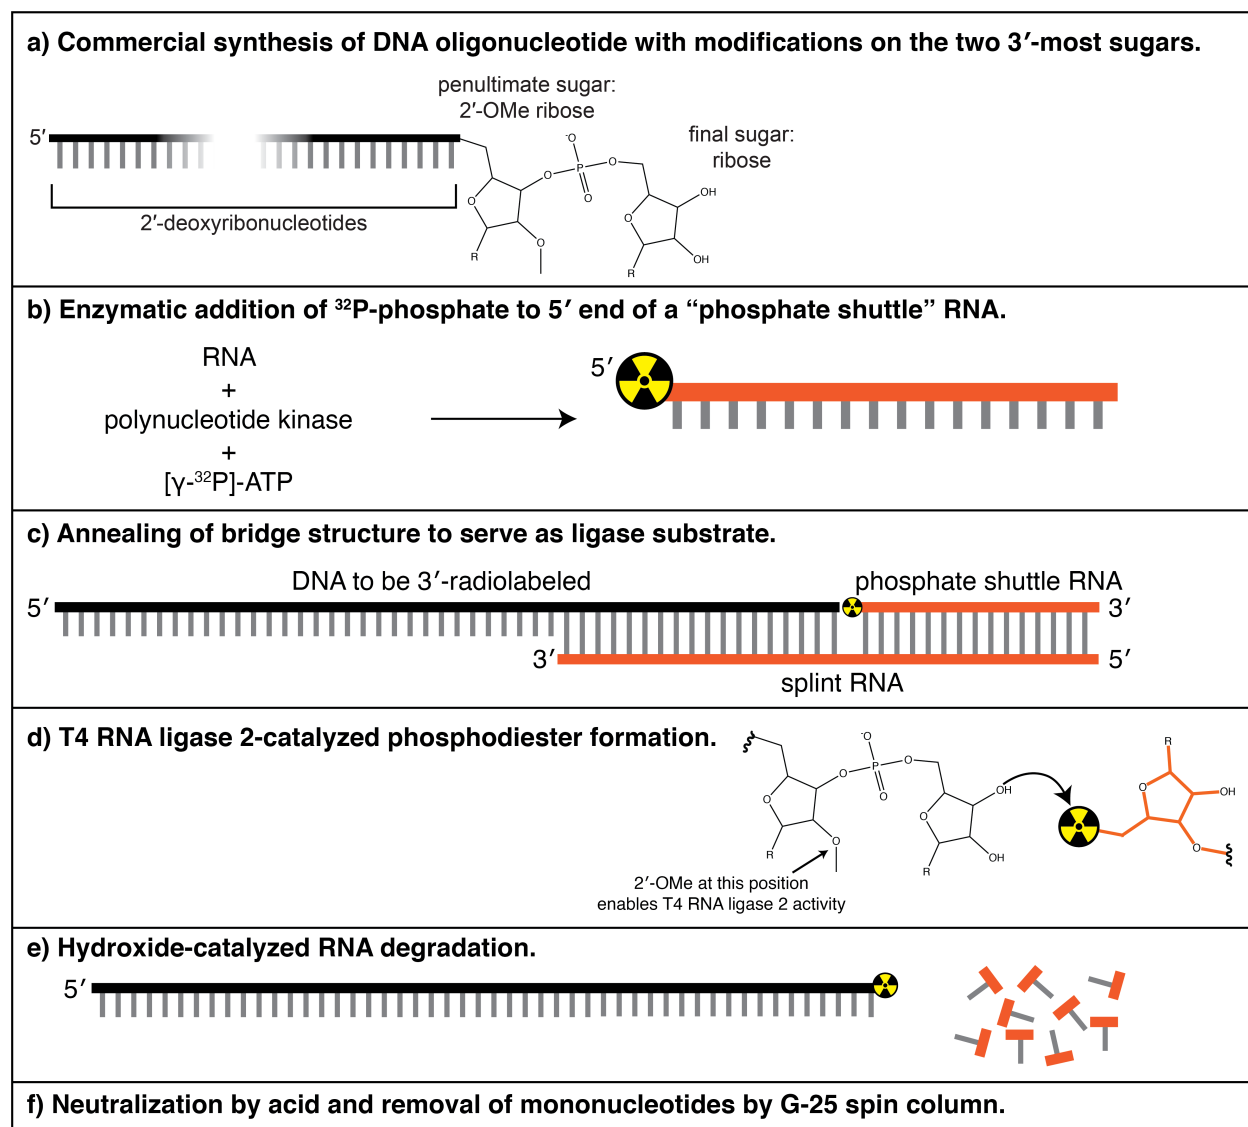 a) Commercial synthesis of DNA oligonucleotide with modifications on the two 3′-most sugars.
penultimate sugar:
2′-OMe ribose
final sugar:
ribose
5′
2′-deoxyribonucleotides
-O
P
O
O
O
O
O
R
O
OH
OH
R
b) Enzymatic addition of ³²P-phosphate to 5′ end of a “phosphate shuttle” RNA.
RNA
+
polynucleotide kinase
+
[γ-³²P]-ATP
5′
c) Annealing of bridge structure to serve as ligase substrate.
DNA to be 3′-radiolabeled
phosphate shuttle RNA
5′
3′
3′
5′
splint RNA
d) T4 RNA ligase 2-catalyzed phosphodiester formation.
-O
P
O
O
O
O
O
R
O
OH
OH
R
R
O
OH
O
2′-OMe at this position
enables T4 RNA ligase 2 activity
e) Hydroxide-catalyzed RNA degradation.
5′
f) Neutralization by acid and removal of mononucleotides by G-25 spin column.